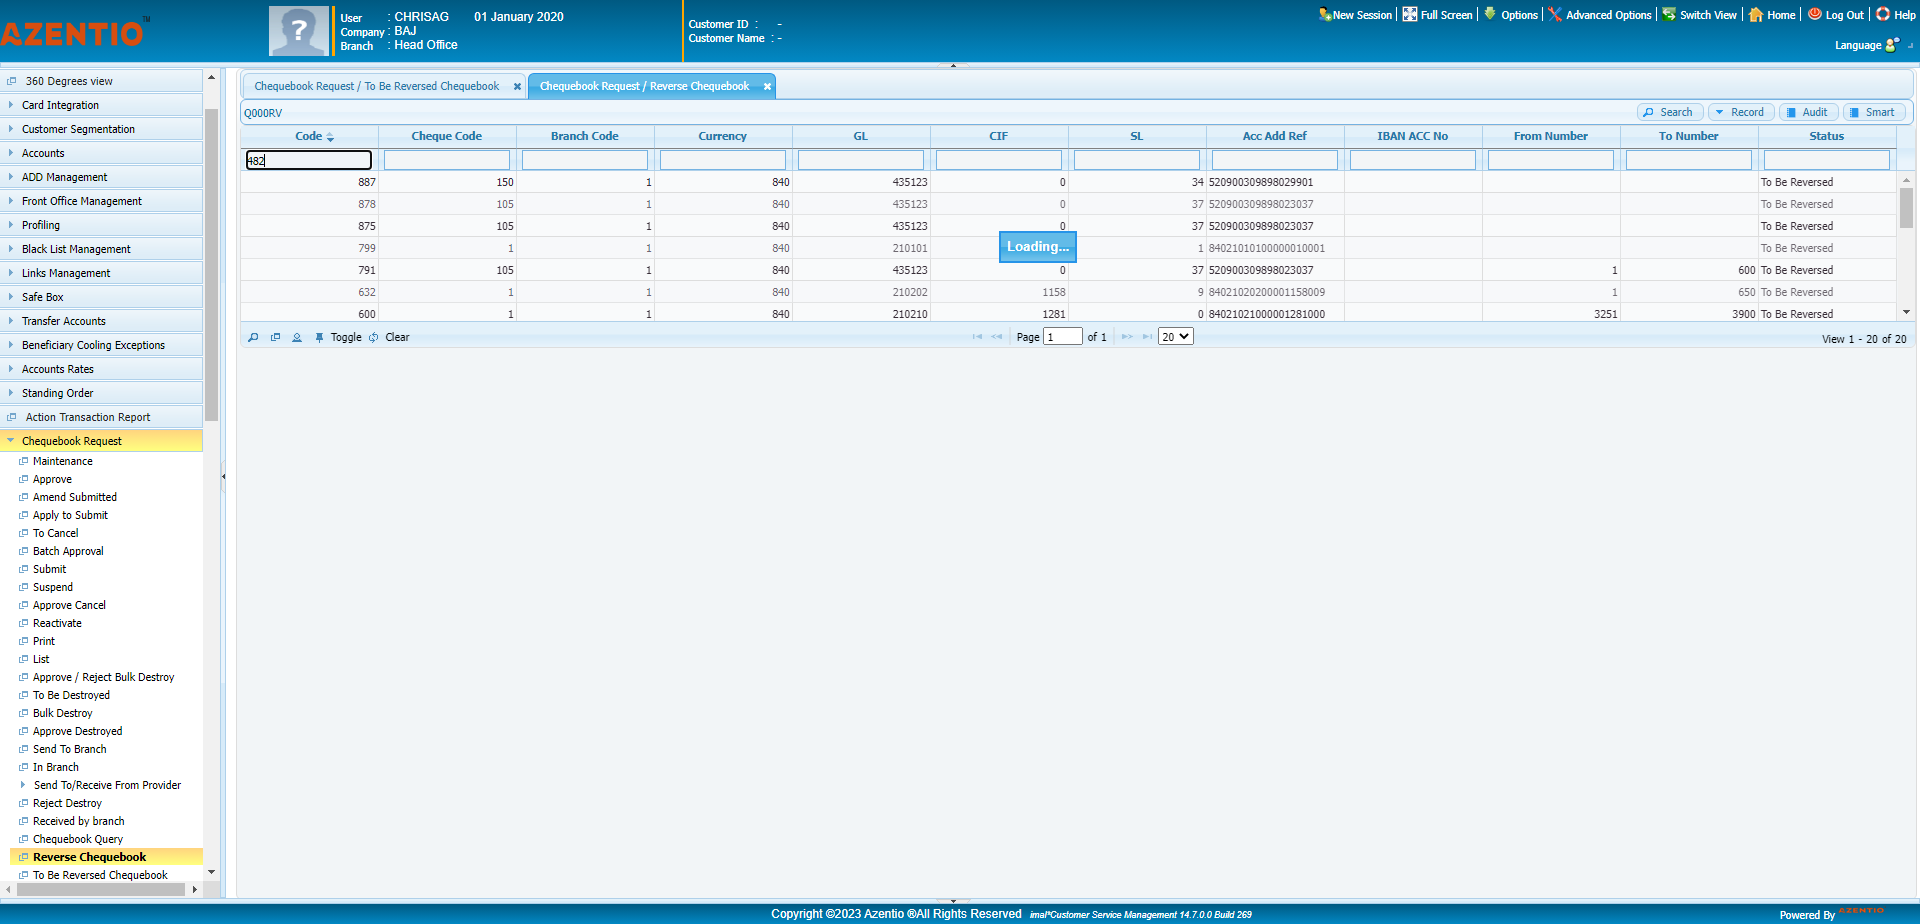 AZENTIO™
User : CHRISAG 01 January 2020
Company : BAJ
Branch : Head Office
Customer ID : -
Customer Name : -
New Session Full Screen Options Advanced Options Switch View Home Log Out Help
Language
360 Degrees view
Card Integration
Customer Segmentation
Accounts
ADD Management
Front Office Management
Profiling
Black List Management
Links Management
Safe Box
Transfer Accounts
Beneficiary Cooling Exceptions
Accounts Rates
Standing Order
Action Transaction Report
Chequebook Request
Maintenance
Approve
Amend Submitted
Apply to Submit
To Cancel
Batch Approval
Submit
Suspend
Approve Cancel
Reactivate
Print
List
Approve / Reject Bulk Destroy
To Be Destroyed
Bulk Destroy
Approve Destroyed
Send To Branch
In Branch
Send To/Receive From Provider
Reject Destroy
Received by branch
Chequebook Query
Reverse Chequebook
To Be Reversed Chequebook
Chequebook Request / To Be Reversed Chequebook Chequebook Request / Reverse Chequebook
Q000RV Search Record Audit Smart
Code Cheque Code Branch Code Currency GL CIF SL Acc Add Ref IBAN ACC No From Number To Number Status
482
887 150 1 840 435123 0 34 520900309898029901 To Be Reversed
878 105 1 840 435123 0 37 520900309898023037 To Be Reversed
875 105 1 840 435123 0 37 520900309898023037 To Be Reversed
799 1 1 840 210101 1 84021010100000010001 To Be Reversed
Loading...
791 105 1 840 435123 0 37 520900309898023037 1 600 To Be Reversed
632 1 1 840 210202 1158 9 84021020200001158009 1 650 To Be Reversed
600 1 1 840 210210 1281 0 84021021000001281000 3251 3900 To Be Reversed
Toggle Clear Page 1 of 1 20 View 1 - 20 of 20
Copyright ©2023 Azentio ®All Rights Reserved imal®Customer Service Management 14.7.0.0 Build 269
Powered By AZENTIO